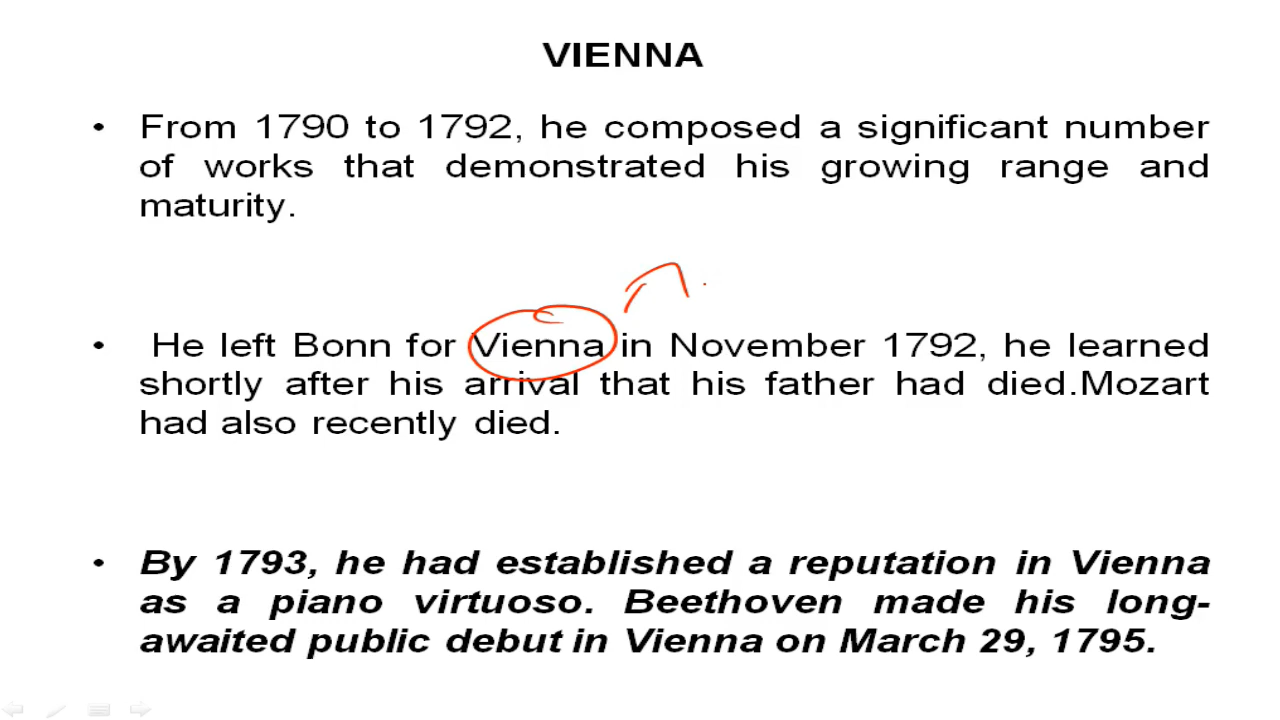 VIENNA
• From 1790 to 1792, he composed a significant number
of works that demonstrated his growing range and
maturity.
• He left Bonn for Vienna in November 1792, he learned
shortly after his arrival that his father had died.Mozart
had also recently died.
• By 1793, he had established a reputation in Vienna
as a piano virtuoso. Beethoven made his long-
awaited public debut in Vienna on March 29, 1795.